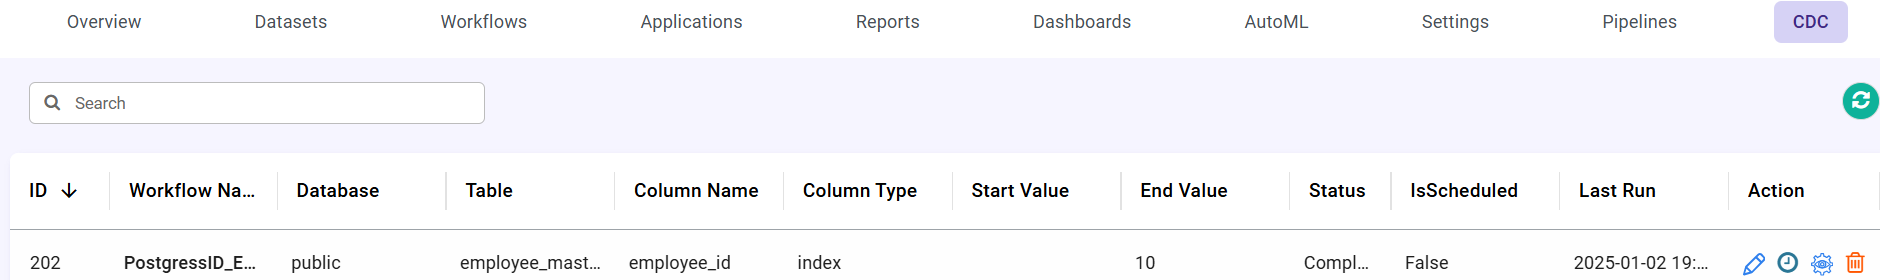 Overview Datasets Workflows Applications Reports Dashboards AutoML Settings Pipelines CDC
Search
ID Workflow Na... Database Table Column Name Column Type Start Value End Value Status IsScheduled Last Run Action
202 PostgressID_E... public employee_mast... employee_id index 10 Compl... False 2025-01-02 19:...